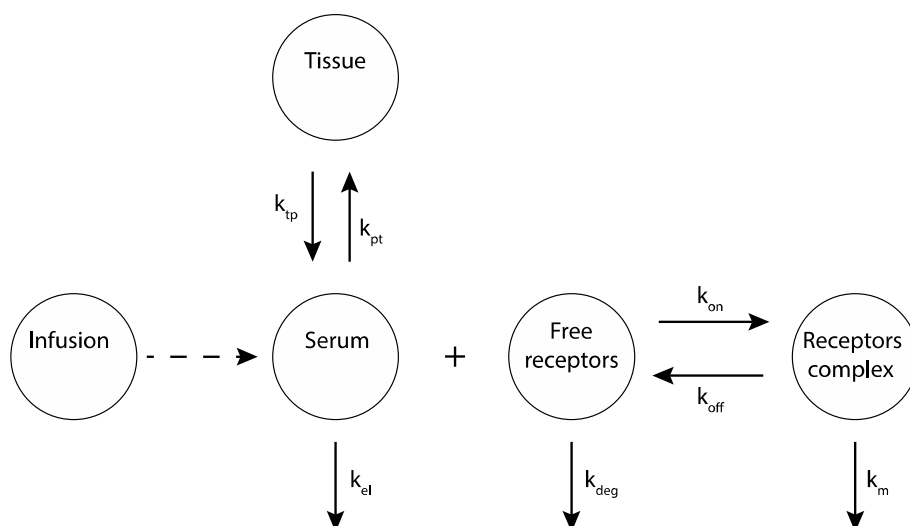 Tissue
k_tp
k_pt
k_on
Infusion
Serum
+
Free
receptors
Receptors
complex
k_off
k_el
k_deg
k_m